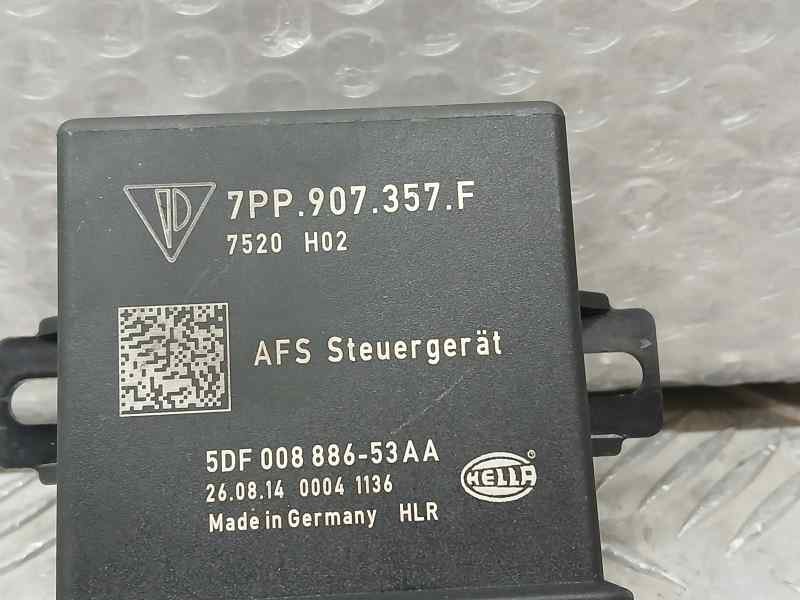 7PP.907.357.F
7520 H02
AFS Steuergerät
5DF 008 886-53AA
26.08.14 0004 1136
HELLA
Made in Germany HLR